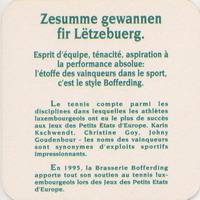 Zesumme gewannen
fir Lëtzebuerg.
Esprit d'équipe, ténacité, aspiration à
la performance absolue:
l'étoffe des vainqueurs dans le sport,
c'est le style Bofferding.
Le tennis compte parmi les
disciplines dans lesquelles les athlètes
luxembourgeois ont eu le plus de succès
aux Jeux des Petits Etats d'Europe. Karin
Kschwendt, Christine Goy, Johny
Goudenbour - les noms des vainqueurs
sont synonymes d'exploits sportifs
impressionnants.
En 1995, la Brasserie Bofferding
apporte tout son soutien au tennis lux-
embourgeois lors des Jeux des Petits
Etats d'Europe.